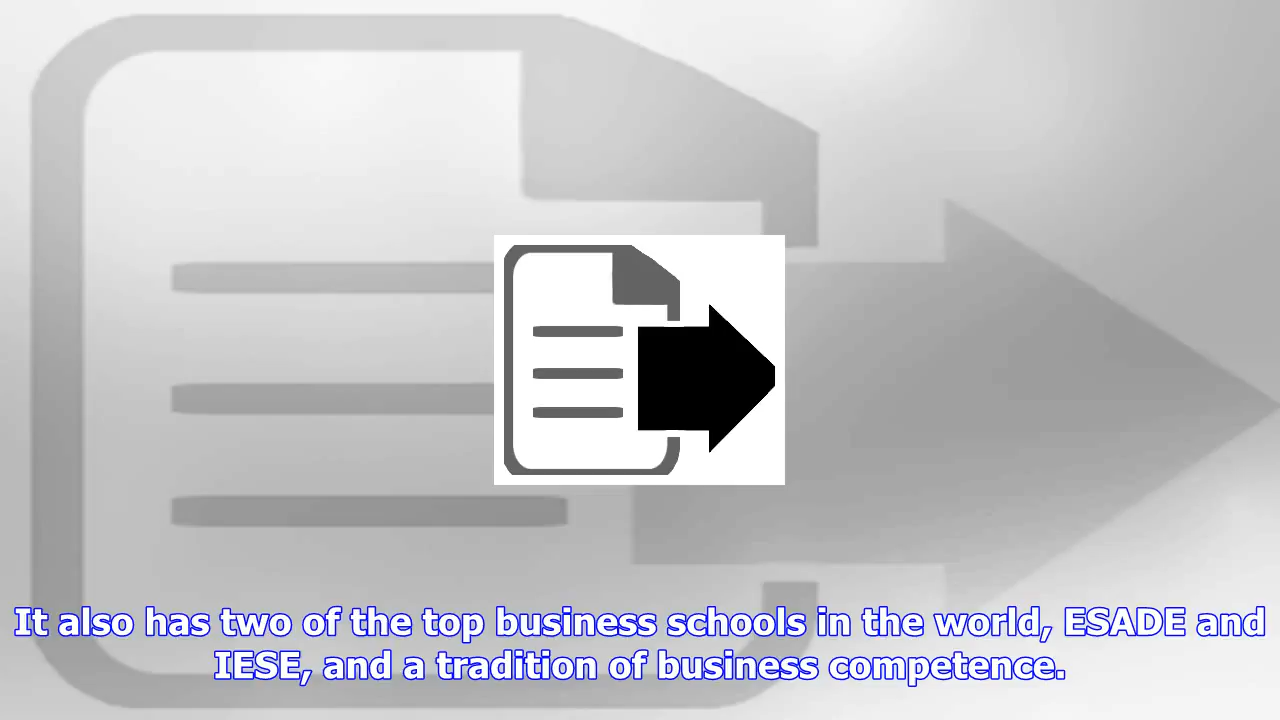 It also has two of the top business schools in the world, ESADE and
IESE, and a tradition of business competence.